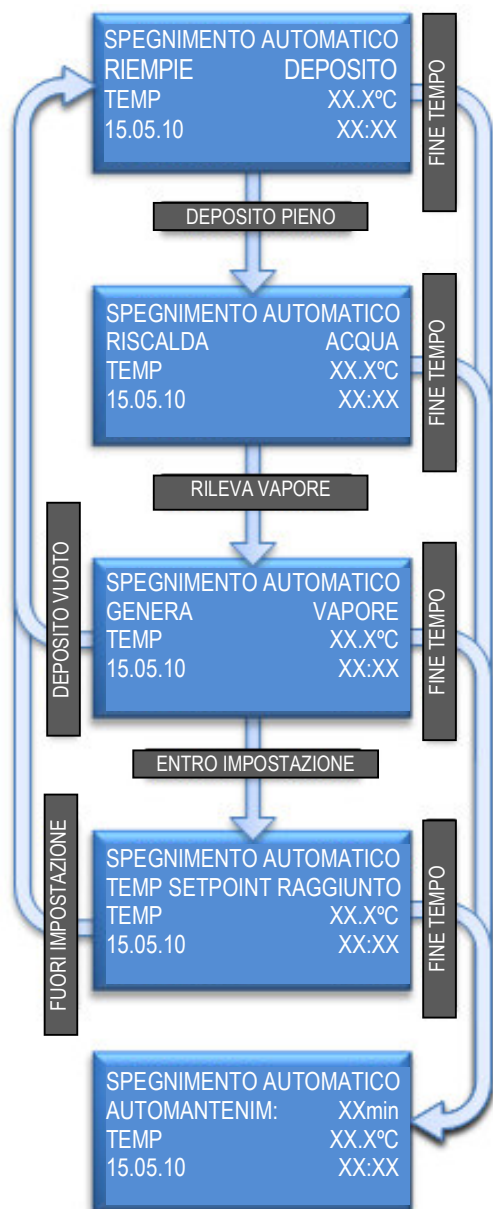 SPEGNIMENTO AUTOMATICO
RIEMPIE DEPOSITO
TEMP XX.XºC
15.05.10 XX:XX
FINE TEMPO
DEPOSITO PIENO
SPEGNIMENTO AUTOMATICO
RISCALDA ACQUA
TEMP XX.XºC
15.05.10 XX:XX
FINE TEMPO
RILEVA VAPORE
DEPOSITO VUOTO
SPEGNIMENTO AUTOMATICO
GENERA VAPORE
TEMP XX.XºC
15.05.10 XX:XX
FINE TEMPO
ENTRO IMPOSTAZIONE
FUORI IMPOSTAZIONE
SPEGNIMENTO AUTOMATICO
TEMP SETPOINT RAGGIUNTO
TEMP XX.XºC
15.05.10 XX:XX
FINE TEMPO
SPEGNIMENTO AUTOMATICO
AUTOMANTENIM: XXmin
TEMP XX.XºC
15.05.10 XX:XX